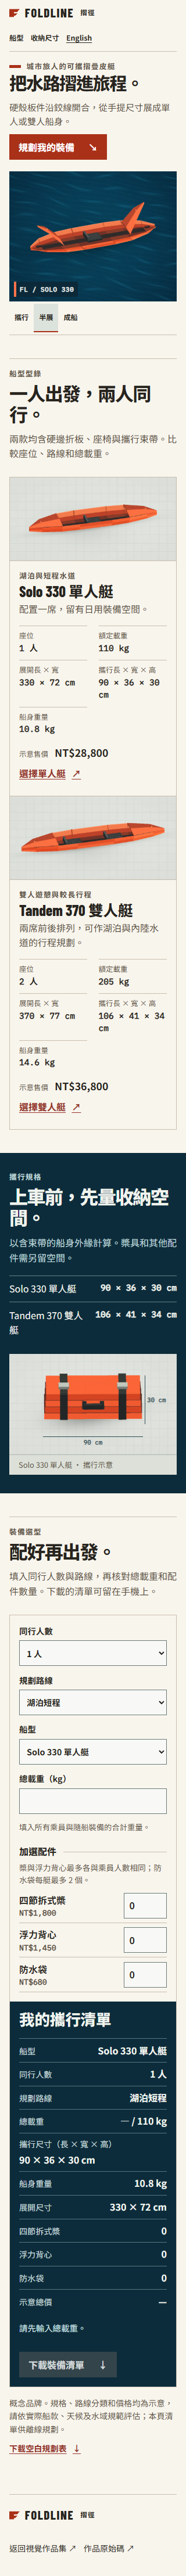 FOLDLINE 摺徑
船型 收納尺寸 English
城市旅人的可攜摺疊皮艇
把水路摺進旅程。
硬殼板件沿鉸線開合，從手提尺寸展成單
人或雙人船身。
規劃我的裝備 ↘
FL / SOLO 330
攜行 半展 成船
船型型錄
一人出發，兩人同
行。
兩款均含硬邊折板、座椅與攜行束帶。比
較座位、路線和總載重。
湖泊與短程水道
Solo 330 單人艇
配置一席，留有日用裝備空間。
座位 額定載重
1 人 110 kg
展開長 × 寬 攜行長 × 寬 × 高
330 × 72 cm 90 × 36 × 30
cm
船身重量
10.8 kg
示意售價 NT$28,800
選擇單人艇 ↗
雙人遊憩與較長行程
Tandem 370 雙人艇
兩席前後排列，可作湖泊與內陸水
道的行程規劃。
座位 額定載重
2 人 205 kg
展開長 × 寬 攜行長 × 寬 × 高
370 × 77 cm 106 × 41 × 34
cm
船身重量
14.6 kg
示意售價 NT$36,800
選擇雙人艇 ↗
攜行規格
上車前，先量收納空
間。
以含束帶的船身外緣計算。槳具和其他配
件需另留空間。
Solo 330 單人艇 90 × 36 × 30 cm
Tandem 370 雙人 106 × 41 × 34 cm
艇
30 cm
90 cm
Solo 330 單人艇 · 攜行示意
裝備選型
配好再出發。
填入同行人數與路線，再核對總載重和配
件數量。下載的清單可留在手機上。
同行人數
1 人
規劃路線
湖泊短程
船型
Solo 330 單人艇
總載重（kg）
填入所有乘員與隨船裝備的合計重量。
加選配件
槳與浮力背心最多各與乘員人數相同；防
水袋每艇最多 2 個。
四節拆式槳 0
NT$1,800
浮力背心 0
NT$1,450
防水袋 0
NT$680
我的攜行清單
船型 Solo 330 單人艇
同行人數 1 人
規劃路線 湖泊短程
總載重 — / 110 kg
攜行尺寸（長 × 寬 × 高）
90 × 36 × 30 cm
船身重量 10.8 kg
展開尺寸 330 × 72 cm
四節拆式槳 0
浮力背心 0
防水袋 0
示意總價 —
請先輸入總載重。
下載裝備清單 ↓
概念品牌。規格、路線分類和價格均為示意，
請依實際船款、天候及水域規範評估；本頁清
單供離線規劃。
下載空白規劃表 ↓
FOLDLINE 摺徑
返回視覺作品集 ↗ 作品原始碼 ↗